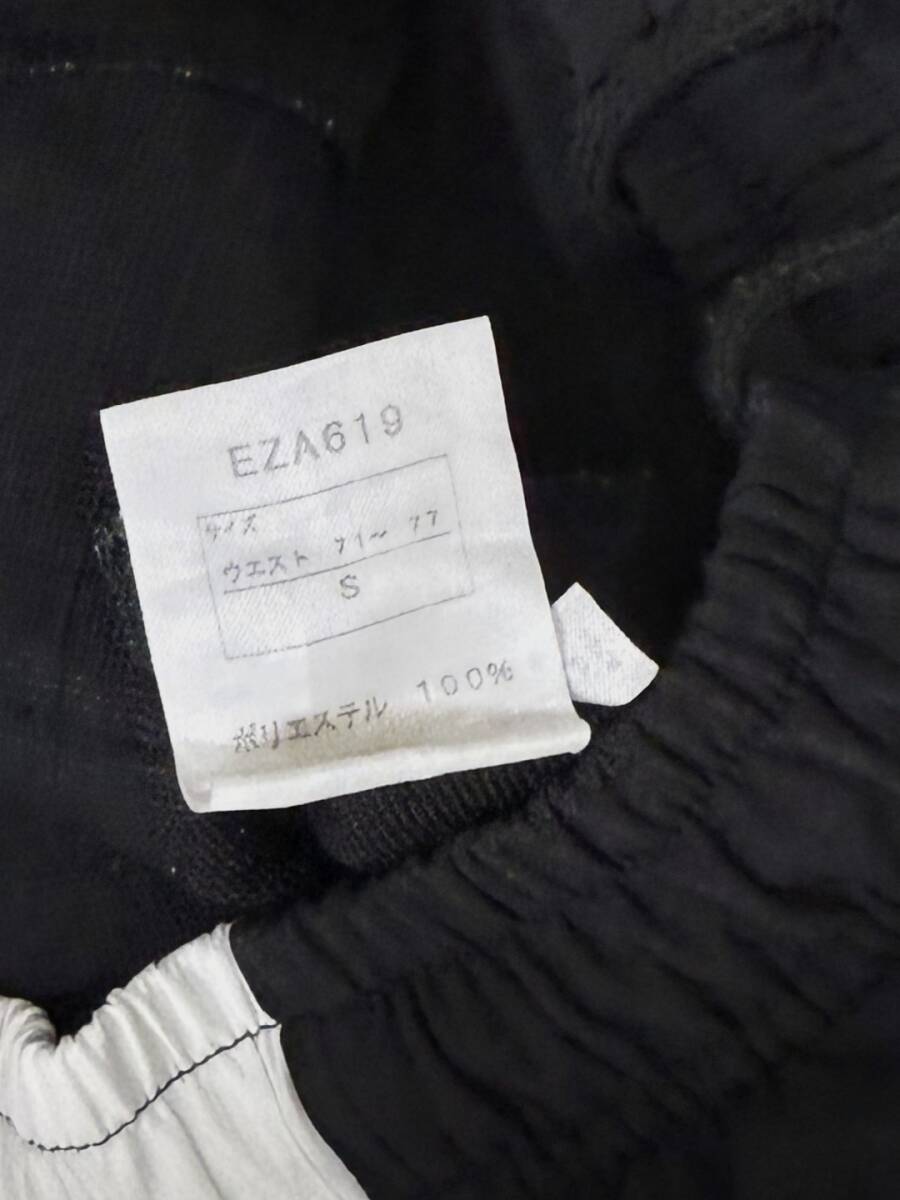 EZA619
サイズ
ウエスト 71〜 77
S
ポリエステル 100%